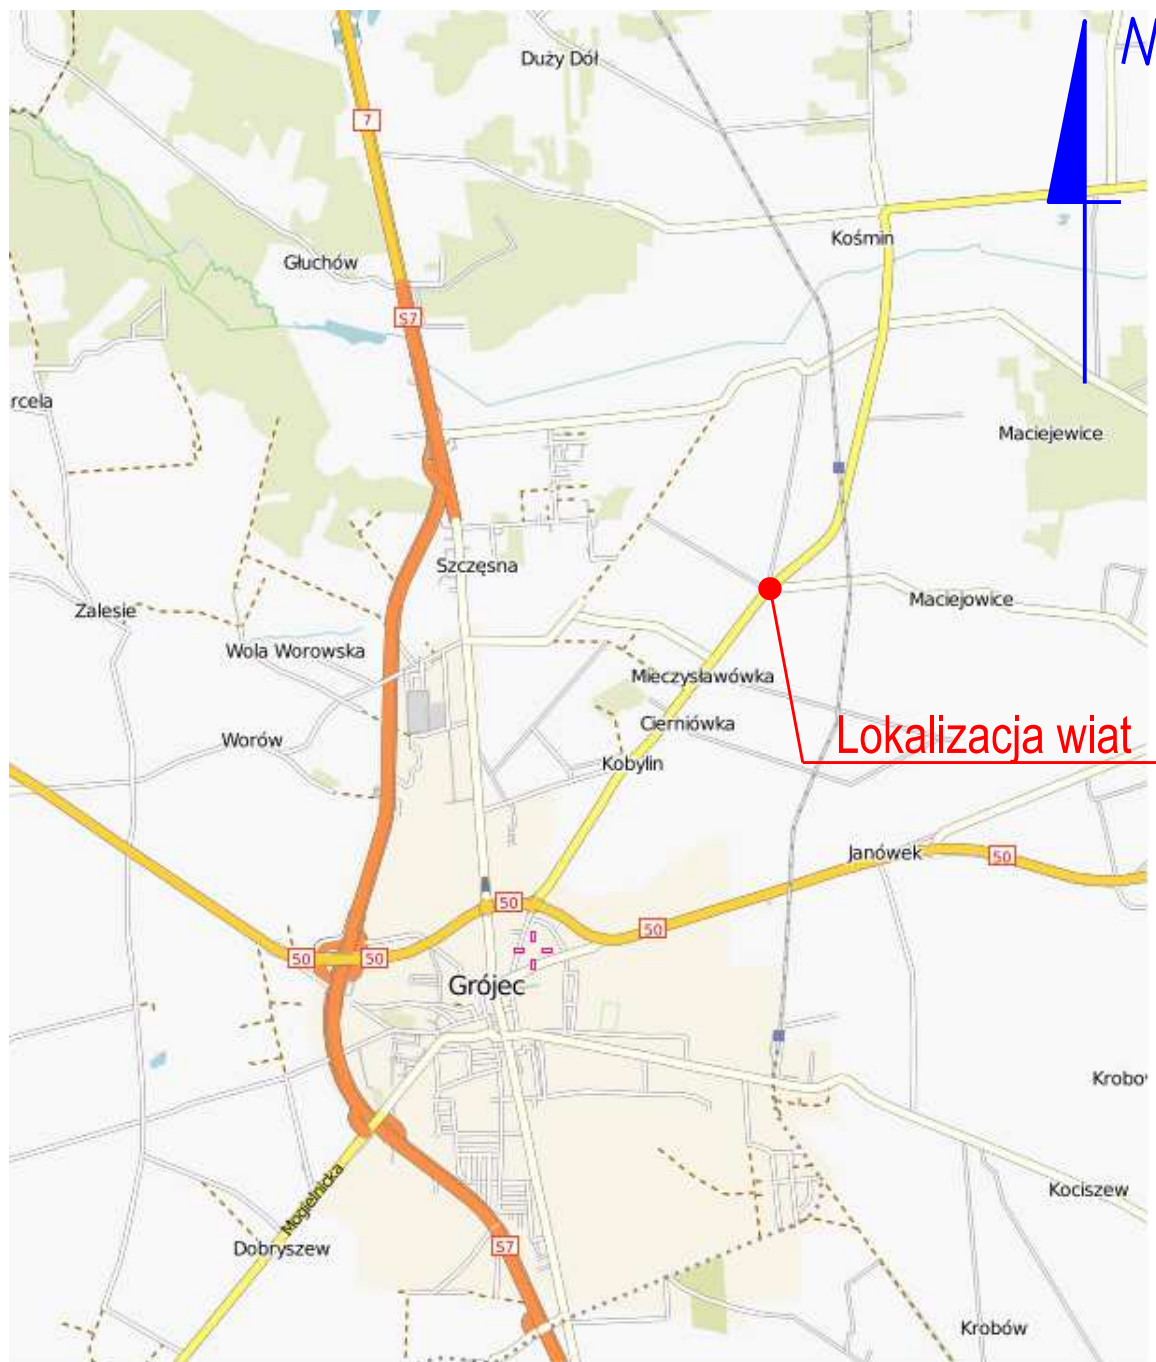 N
Duży Dół
7
Kośmin
Głuchów
S7
rcela
Maciejewice
Szczęsna
Zalesie
Maciejowice
Wola Worowska
Mieczysławówka
Cierniówka
Worów
Lokalizacja wiat
Kobylin
Janówek
50
50
50
50
50
Grójec
Krobo
Mogielnicka
Kociszew
Dobryszew
S7
Krobów